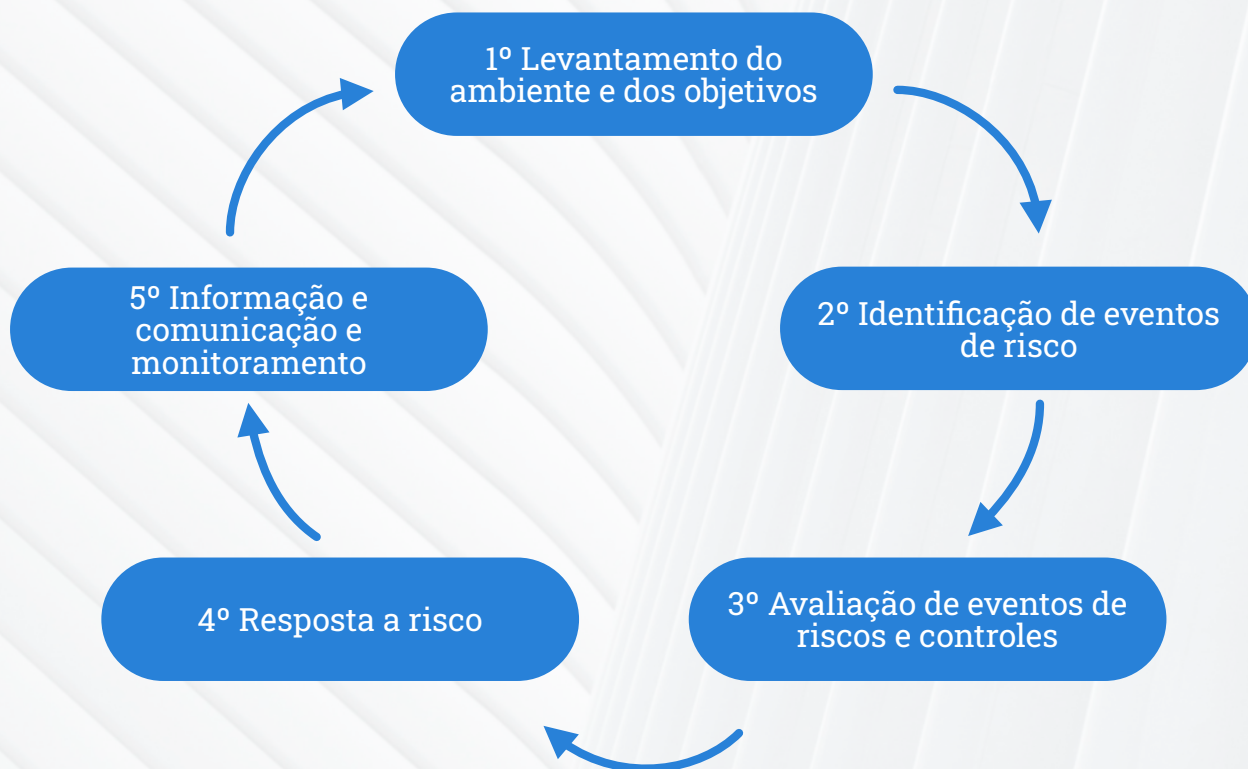 1º Levantamento do
ambiente e dos objetivos
2º Identificação de eventos
de risco
3º Avaliação de eventos de
riscos e controles
4º Resposta a risco
5º Informação e
comunicação e
monitoramento